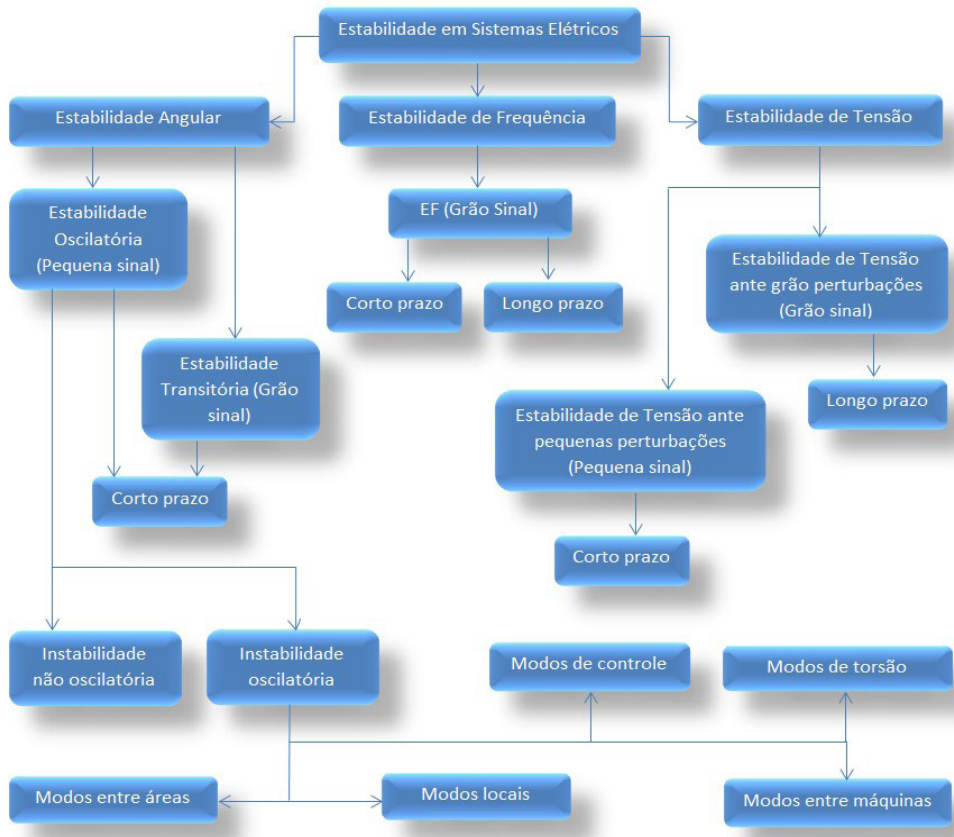 Estabilidade em Sistemas Elétricos
Estabilidade Angular
Estabilidade de Frequência
Estabilidade de Tensão
Estabilidade
Oscilatória
(Pequena sinal)
EF (Grão Sinal)
Estabilidade de Tensão
ante grão perturbações
(Grão sinal)
Corto prazo
Longo prazo
Estabilidade
Transitória (Grão
sinal)
Longo prazo
Estabilidade de Tensão ante
pequenas perturbações
(Pequena sinal)
Corto prazo
Corto prazo
Instabilidade
não oscilatória
Instabilidade
oscilatória
Modos de controle
Modos de torsão
Modos entre áreas
Modos locais
Modos entre máquinas